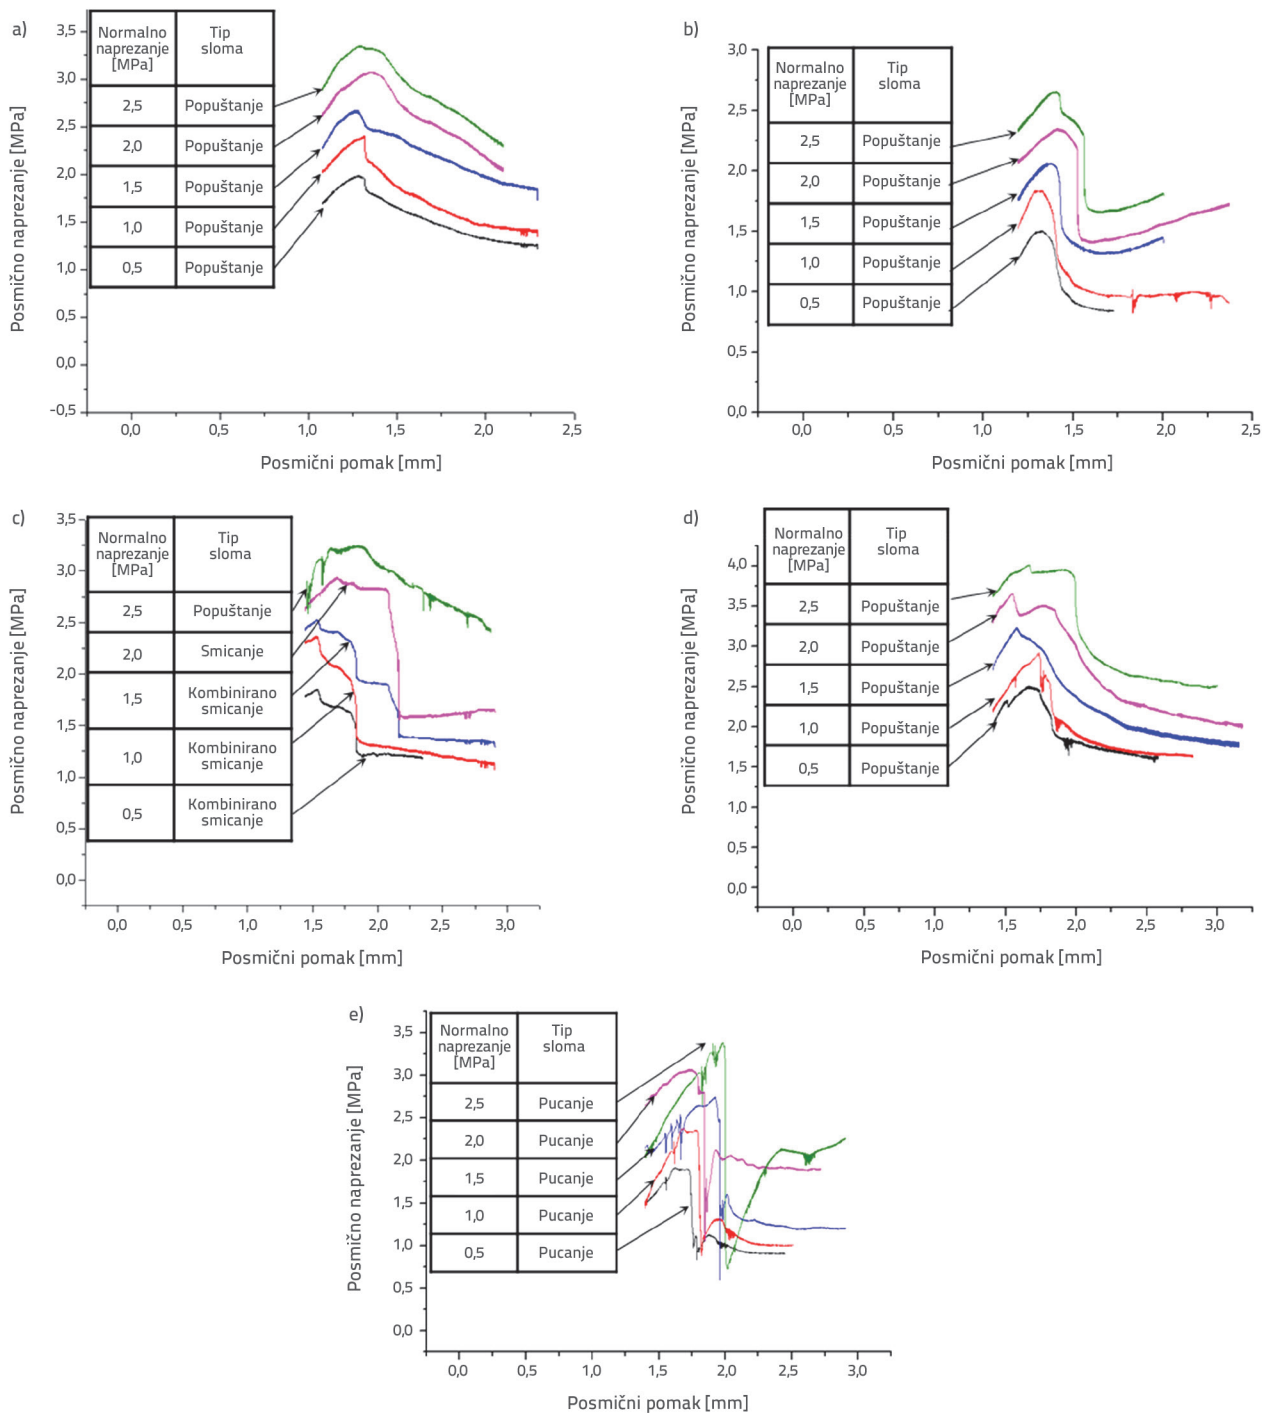 a)
Posmično naprezanje [MPa]
3,5
3,0
2,5
2,0
1,5
1,0
0,5
0,0
-0,5
Normalno
naprezanje
[MPa]
Tip
sloma
2,5 Popuštanje
2,0 Popuštanje
1,5 Popuštanje
1,0 Popuštanje
0,5 Popuštanje
0,0 0,5 1,0 1,5 2,0 2,5
Posmični pomak [mm]
b)
Posmično naprezanje [MPa]
3,0
2,5
2,0
1,5
1,0
0,5
0,0
Normalno
naprezanje
[MPa]
Tip
sloma
2,5 Popuštanje
2,0 Popuštanje
1,5 Popuštanje
1,0 Popuštanje
0,5 Popuštanje
0,0 0,5 1,0 1,5 2,0 2,5
Posmični pomak [mm]
c)
Posmično naprezanje [MPa]
3,5
3,0
2,5
2,0
1,5
1,0
0,5
0,0
Normalno
naprezanje
[MPa]
Tip
sloma
2,5 Popuštanje
2,0 Smicanje
1,5 Kombinirano
smicanje
1,0 Kombinirano
smicanje
0,5 Kombinirano
smicanje
0,0 0,5 1,0 1,5 2,0 2,5 3,0
Posmični pomak [mm]
d)
Posmično naprezanje [MPa]
4,0
3,5
3,0
2,5
2,0
1,5
1,0
0,5
0,0
Normalno
naprezanje
[MPa]
Tip
sloma
2,5 Popuštanje
2,0 Popuštanje
1,5 Popuštanje
1,0 Popuštanje
0,5 Popuštanje
0,0 0,5 1,0 1,5 2,0 2,5 3,0
Posmični pomak [mm]
e)
Posmično naprezanje [MPa]
3,5
3,0
2,5
2,0
1,5
1,0
0,5
0,0
Normalno
naprezanje
[MPa]
Tip
sloma
2,5 Pucanje
2,0 Pucanje
1,5 Pucanje
1,0 Pucanje
0,5 Pucanje
0,0 0,5 1,0 1,5 2,0 2,5 3,0
Posmični pomak [mm]